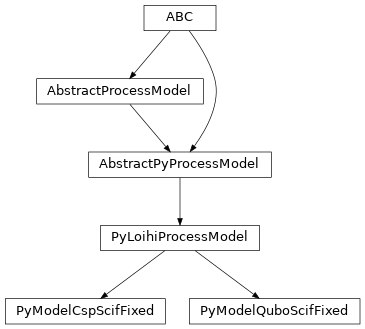 ABC
AbstractProcessModel
AbstractPyProcessModel
PyLoihiProcessModel
PyModelCspScifFixed
PyModelQuboScifFixed